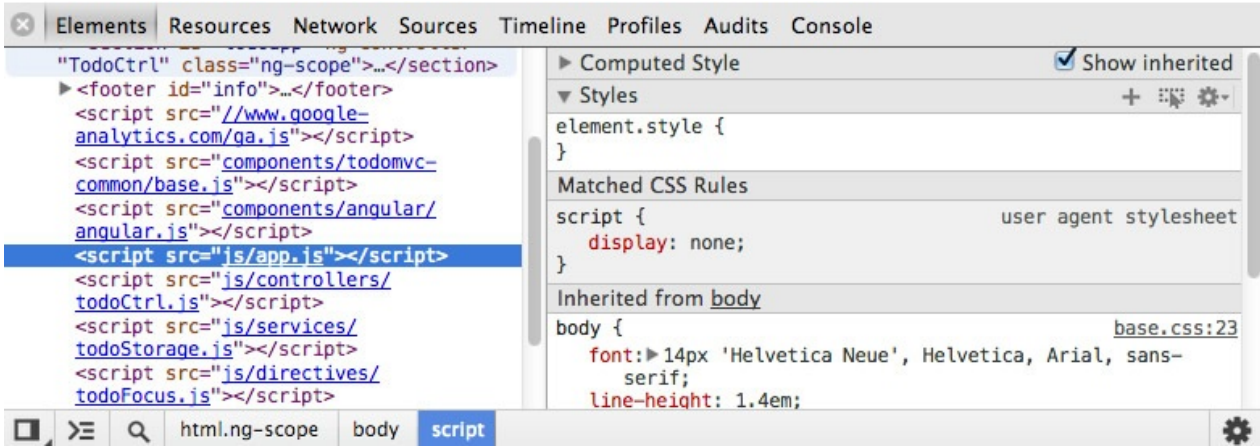 Elements Resources Network Sources Timeline Profiles Audits Console
"TodoCtrl" class="ng-scope">…</section>
▶<footer id="info">…</footer>
<script src="//www.google-
analytics.com/ga.js"></script>
<script src="components/todomvc-
common/base.js"></script>
<script src="components/angular/
angular.js"></script>
<script src="js/app.js"></script>
<script src="js/controllers/
todoCtrl.js"></script>
<script src="js/services/
todoStorage.js"></script>
<script src="js/directives/
todoFocus.js"></script>
▶ Computed Style
Show inherited
▼ Styles
element.style {
}
Matched CSS Rules
script { user agent stylesheet
display: none;
}
Inherited from body
body { base.css:23
font:▶14px 'Helvetica Neue', Helvetica, Arial, sans-
serif;
line-height: 1.4em;
html.ng-scope body script